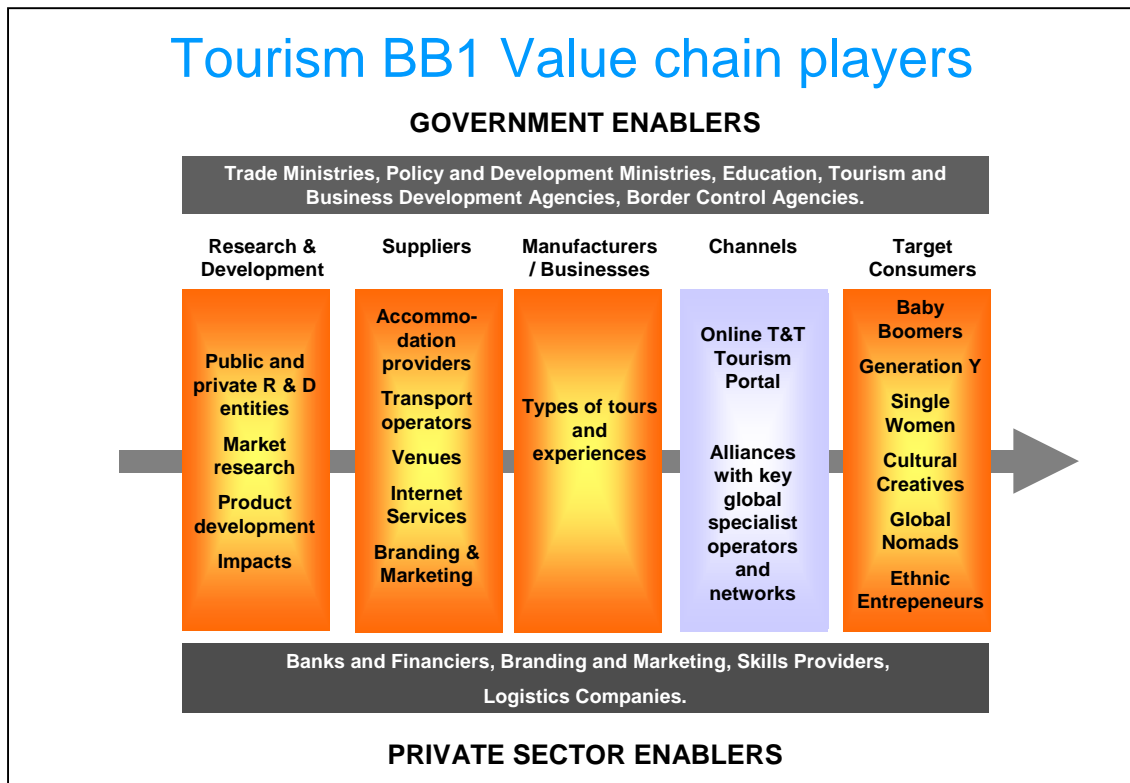 Tourism BB1 Value chain players
GOVERNMENT ENABLERS
Trade Ministries, Policy and Development Ministries, Education, Tourism and
Business Development Agencies, Border Control Agencies.
Research &
Development
Public and
private R & D
entities
Market
research
Product
development
Impacts
Suppliers
Accommo-
dation
providers
Transport
operators
Venues
Internet
Services
Branding &
Marketing
Manufacturers
/ Businesses
Types of tours
and
experiences
Channels
Online T&T
Tourism
Portal
Alliances
with key
global
specialist
operators
and
networks
Target
Consumers
Baby
Boomers
Generation Y
Single
Women
Cultural
Creatives
Global
Nomads
Ethnic
Entrepeneurs
Banks and Financiers, Branding and Marketing, Skills Providers,
Logistics Companies.
PRIVATE SECTOR ENABLERS